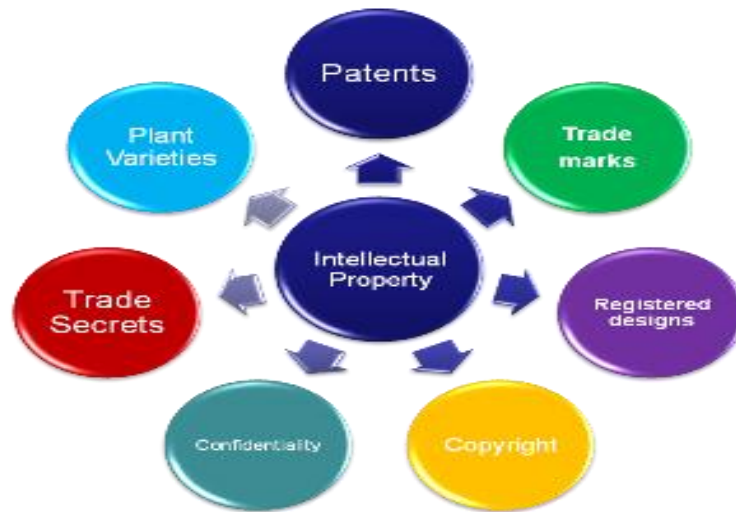 Patents
Plant
Varieties
Trade
marks
Intellectual
Property
Trade
Secrets
Registered
designs
Confidentiality
Copyright